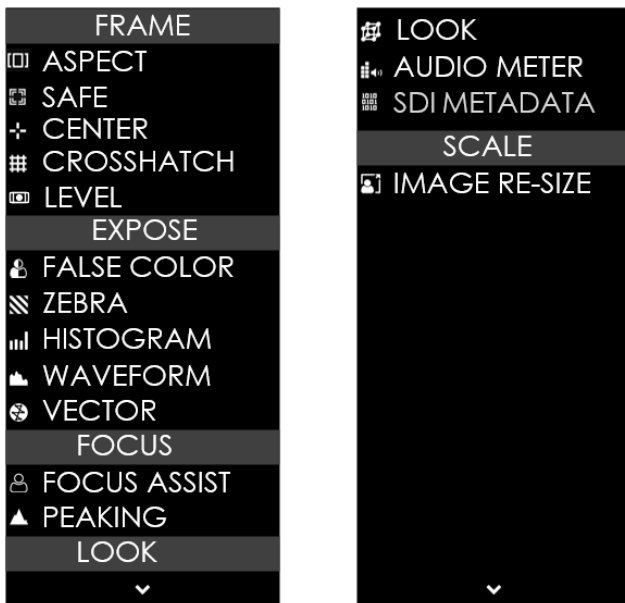 FRAME
ASPECT
SAFE
CENTER
CROSSHATCH
LEVEL
EXPOSE
FALSE COLOR
ZEBRA
HISTOGRAM
WAVEFORM
VECTOR
FOCUS
FOCUS ASSIST
PEAKING
LOOK
LOOK
AUDIO METER
SDI METADATA
SCALE
IMAGE RE-SIZE